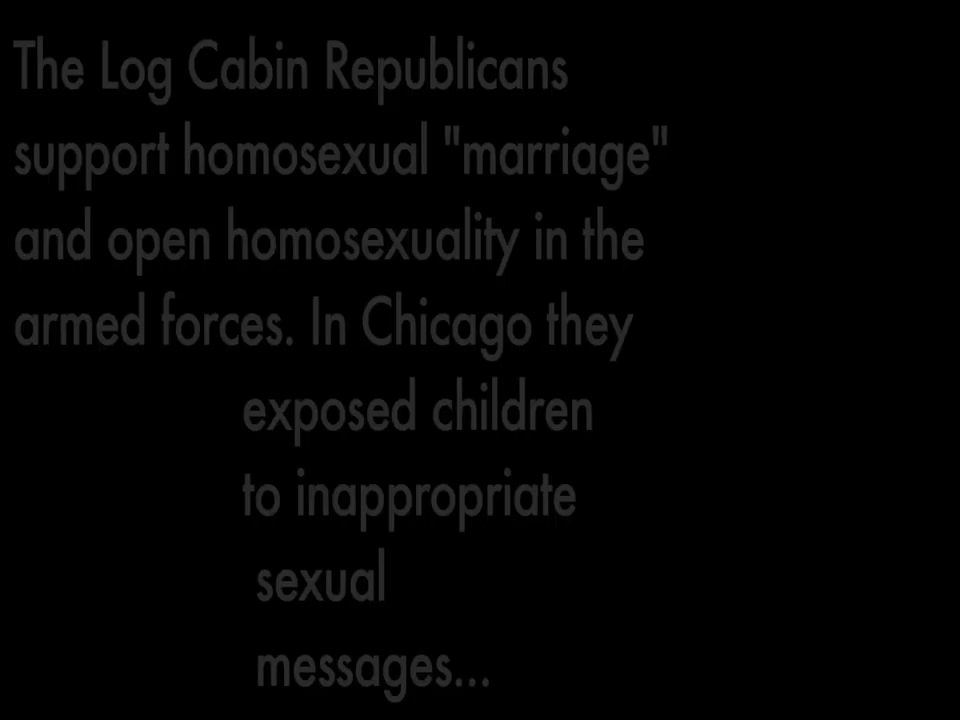 The Log Cabin Republicans
support homosexual "marriage"
and open homosexuality in the
armed forces. In Chicago they
exposed children
to inappropriate
sexual
messages...